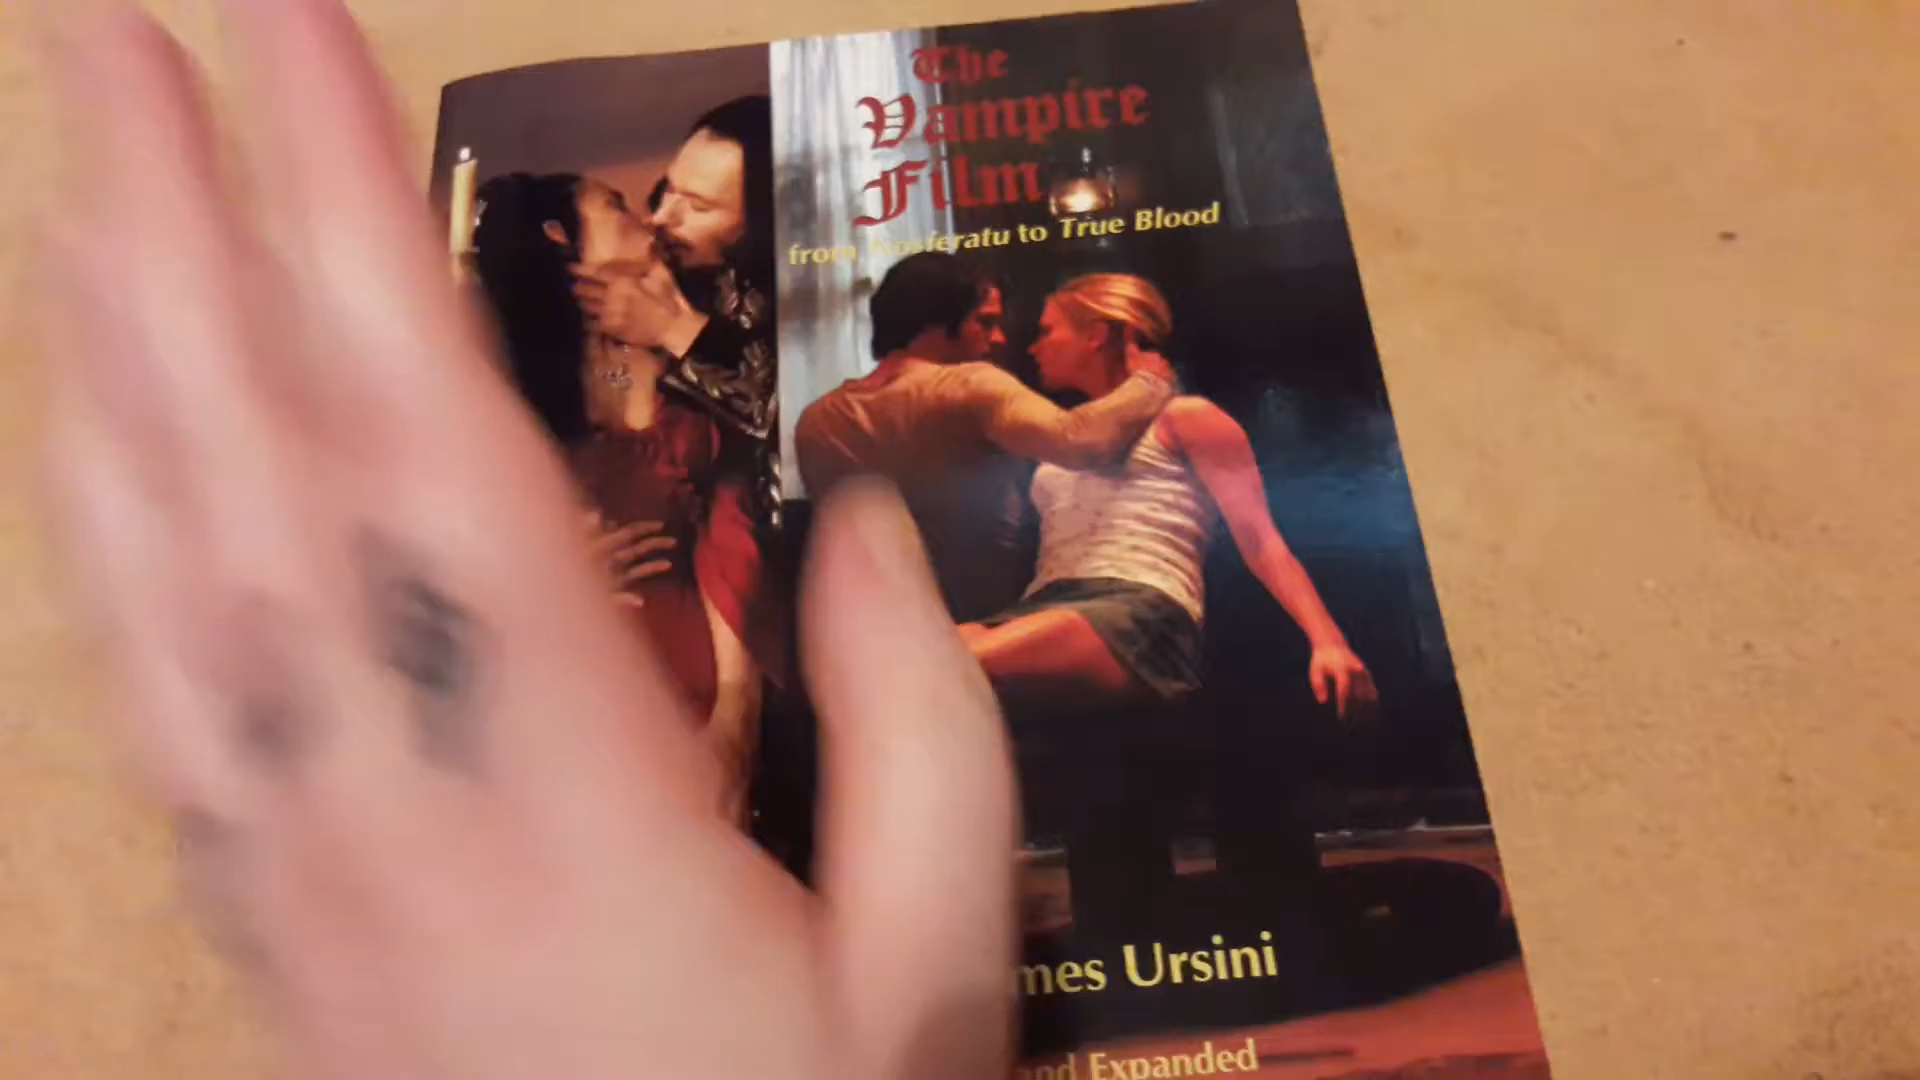 The
Vampire
Film
from Nosferatu to True Blood
mes Ursini
and Expanded